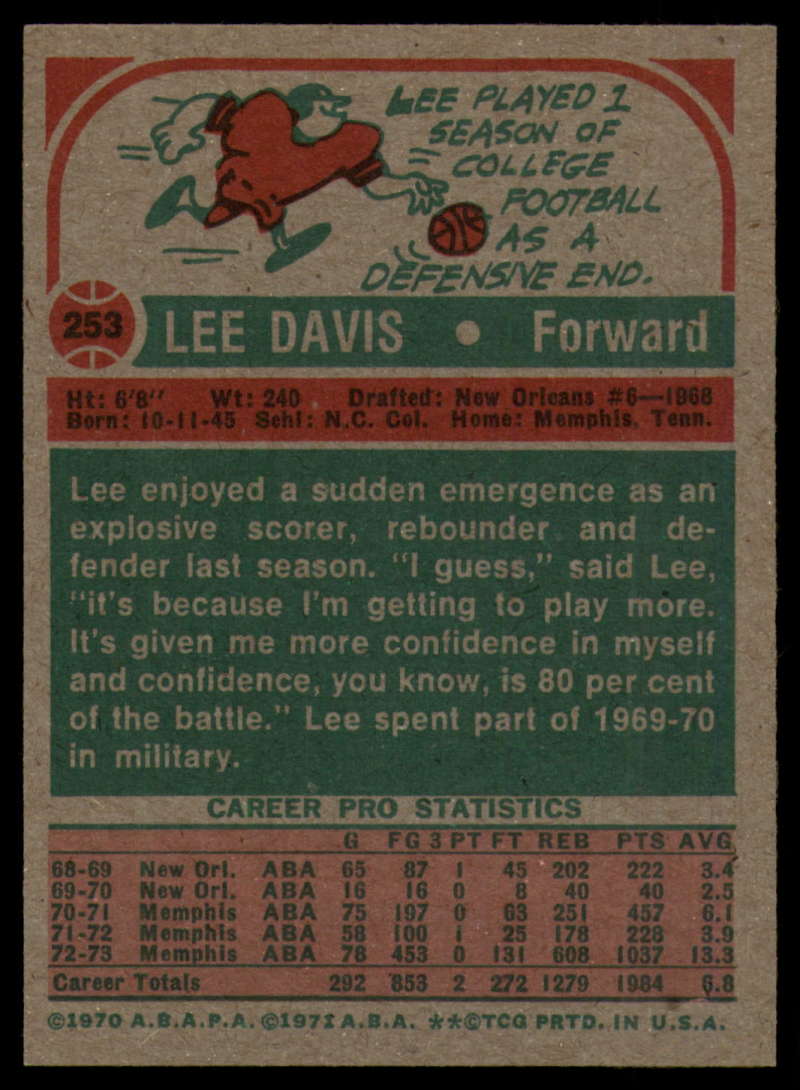 LEE PLAYED 1
SEASON OF
COLLEGE
FOOTBALL
AS A
DEFENSIVE END.
253 LEE DAVIS • Forward
Ht: 6'8" Wt: 240 Drafted: New Orleans #6—1968
Born: 10-11-45 Schl: N.C. Col. Home: Memphis, Tenn.
Lee enjoyed a sudden emergence as an
explosive scorer, rebounder and de-
fender last season. "I guess," said Lee,
"it's because I'm getting to play more.
It's given me more confidence in myself
and confidence, you know, is 80 per cent
of the battle." Lee spent part of 1969-70
in military.
CAREER PRO STATISTICS
G FG 3 PT FT REB PTS AVG
68-69 New Orl. ABA 65 87 1 45 202 222 3.4
69-70 New Orl. ABA 16 16 0 8 40 40 2.5
70-71 Memphis ABA 75 197 0 63 251 457 6.1
71-72 Memphis ABA 58 100 1 25 178 228 3.9
72-73 Memphis ABA 78 453 0 131 608 1037 13.3
Career Totals 292 853 2 272 1279 1984 6.8
©1970 A.B.A.P.A. ©1971 A.B.A. **©TCG PRTD. IN U.S.A.